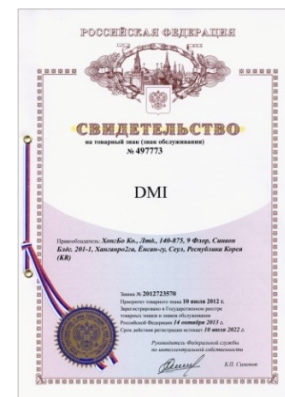 РОССИЙСКАЯ ФЕДЕРАЦИЯ
СВИДЕТЕЛЬСТВО
на товарный знак (знак обслуживания)
№ 497773
DMI
Правообладатель: ХонгБо Ко., Лтд., 140-875, 9 Флор, Синвон
Блдг. 201-1, Хангангро2га, Ёнсан-гу, Сеул, Республика Корея
(KR)
Заявка № 2012723570
Приоритет товарного знака 10 июля 2012 г.
Зарегистрировано в Государственном реестре
товарных знаков и знаков обслуживания
Российской Федерации 14 октября 2013 г.
Срок действия регистрации истекает 10 июля 2022 г.
Руководитель Федеральной службы
по интеллектуальной собственности
Б.П. Симонов